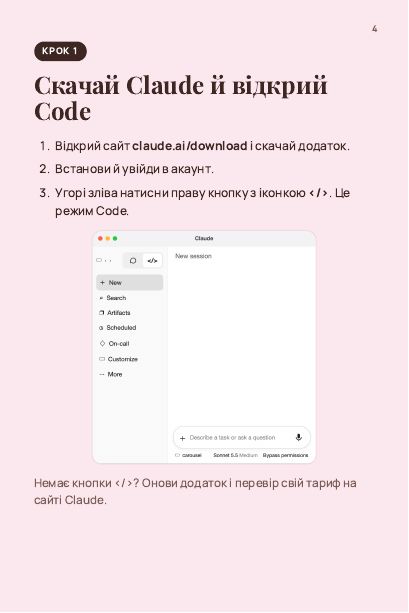 4
КРОК 1
Скачай Claude й відкрий
Code
1. Відкрий сайт claude.ai/download і скачай додаток.
2. Встанови й увійди в акаунт.
3. Угорі зліва натисни праву кнопку з іконкою </>. Це
режим Code.
Claude
</>
New session
+ New
Search
Artifacts
Scheduled
On-call
Customize
More
+ Describe a task or ask a question
carousel Sonnet 5.5 Medium Bypass permissions
Немає кнопки </>? Онови додаток і перевір свій тариф на
сайті Claude.